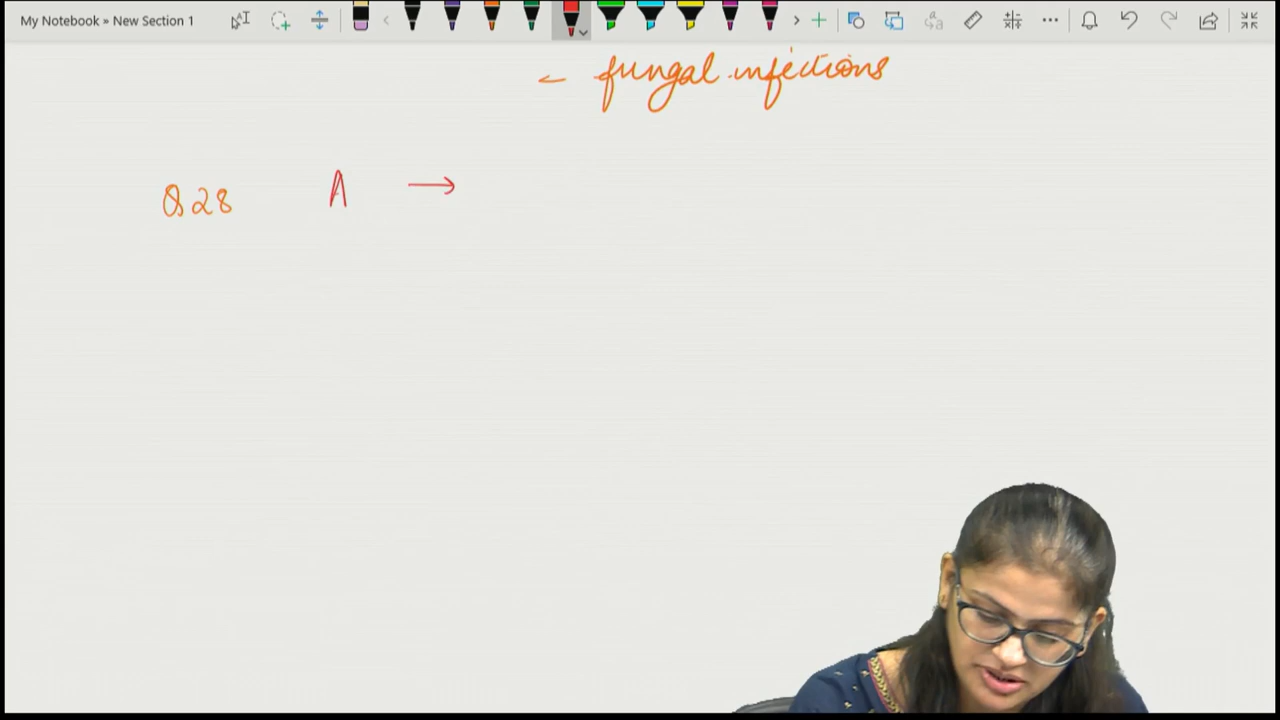 My Notebook » New Section 1
- fungal infections
Q28 A →